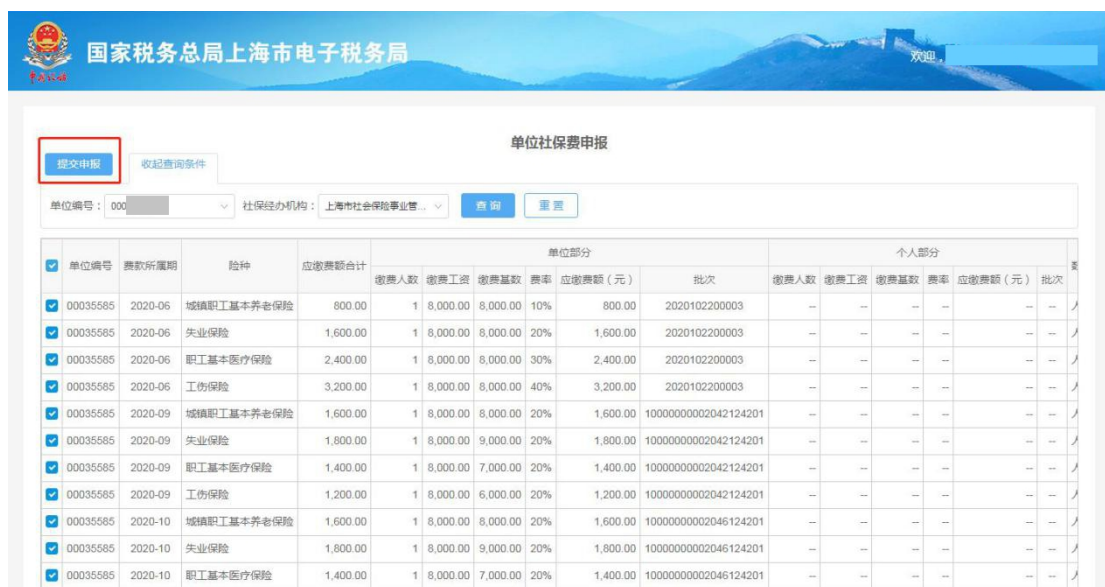 国家税务总局上海市电子税务局
欢迎，
单位社保费申报
提交申报 收起查询条件
单位编号： 000 社保经办机构： 上海市社会保险事业管... 查询 重置
单位编号 费款所属期 险种 应缴费额合计 单位部分 个人部分
缴费人数 缴费工资 缴费基数 费率 应缴费额（元） 批次 缴费人数 缴费工资 缴费基数 费率 应缴费额（元） 批次
00035585 2020-06 城镇职工基本养老保险 800.00 1 8,000.00 8,000.00 10% 800.00 2020102200003 -- -- -- -- -- --
00035585 2020-06 失业保险 1,600.00 1 8,000.00 8,000.00 20% 1,600.00 2020102200003 -- -- -- -- -- --
00035585 2020-06 职工基本医疗保险 2,400.00 1 8,000.00 8,000.00 30% 2,400.00 2020102200003 -- -- -- -- -- --
00035585 2020-06 工伤保险 3,200.00 1 8,000.00 8,000.00 40% 3,200.00 2020102200003 -- -- -- -- -- --
00035585 2020-09 城镇职工基本养老保险 1,600.00 1 8,000.00 8,000.00 20% 1,600.00 10000000002042124201 -- -- -- -- -- --
00035585 2020-09 失业保险 1,800.00 1 8,000.00 9,000.00 20% 1,800.00 10000000002042124201 -- -- -- -- -- --
00035585 2020-09 职工基本医疗保险 1,400.00 1 8,000.00 7,000.00 20% 1,400.00 10000000002042124201 -- -- -- -- -- --
00035585 2020-09 工伤保险 1,200.00 1 8,000.00 6,000.00 20% 1,200.00 10000000002042124201 -- -- -- -- -- --
00035585 2020-10 城镇职工基本养老保险 1,600.00 1 8,000.00 8,000.00 20% 1,600.00 10000000002046124201 -- -- -- -- -- --
00035585 2020-10 失业保险 1,800.00 1 8,000.00 9,000.00 20% 1,800.00 10000000002046124201 -- -- -- -- -- --
00035585 2020-10 职工基本医疗保险 1,400.00 1 8,000.00 7,000.00 20% 1,400.00 10000000002046124201 -- -- -- -- -- --